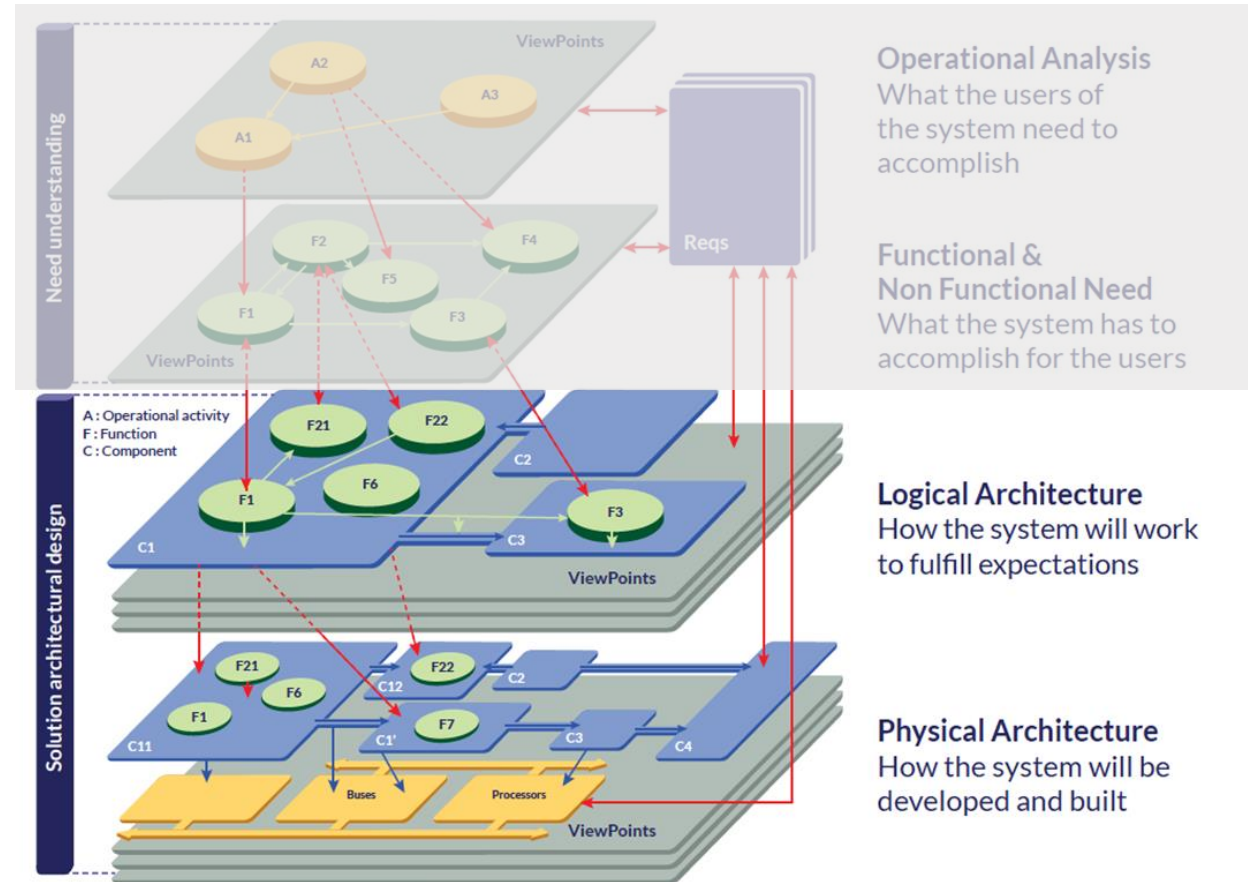 Need understanding
ViewPoints
A2
A3
A1
F2
F4
F5
F1
F3
ViewPoints
Reqs
Operational Analysis
What the users of
the system need to
accomplish
Functional &
Non Functional Need
What the system has to
accomplish for the users
Solution architectural design
A : Operational activity
F : Function
C : Component
F21
F22
F1
F6
C1
C2
F3
C3
ViewPoints
Logical Architecture
How the system will work
to fulfill expectations
F21
F6
F1
C11
F22
C12
C2
F7
C1'
C3
C4
Buses
Processors
ViewPoints
Physical Architecture
How the system will be
developed and built